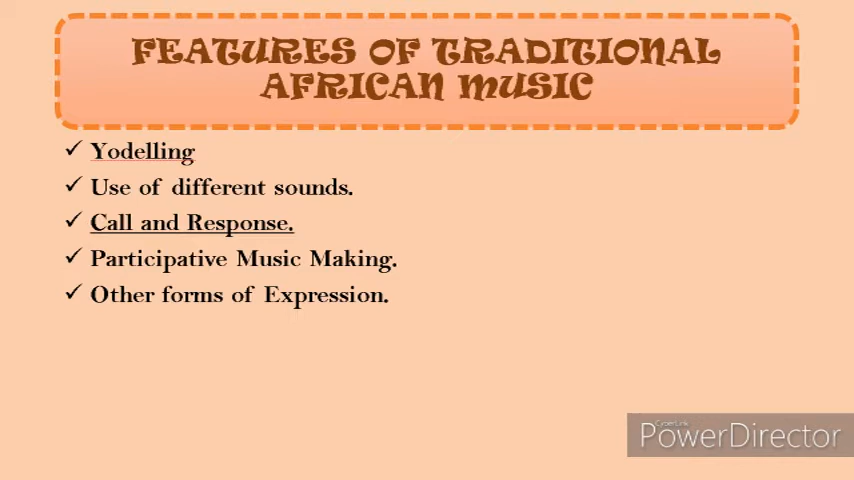 FEATURES OF TRADITIONAL
AFRICAN MUSIC
✓ Yodelling
✓ Use of different sounds.
✓ Call and Response.
✓ Participative Music Making.
✓ Other forms of Expression.
CyberLink
PowerDirector